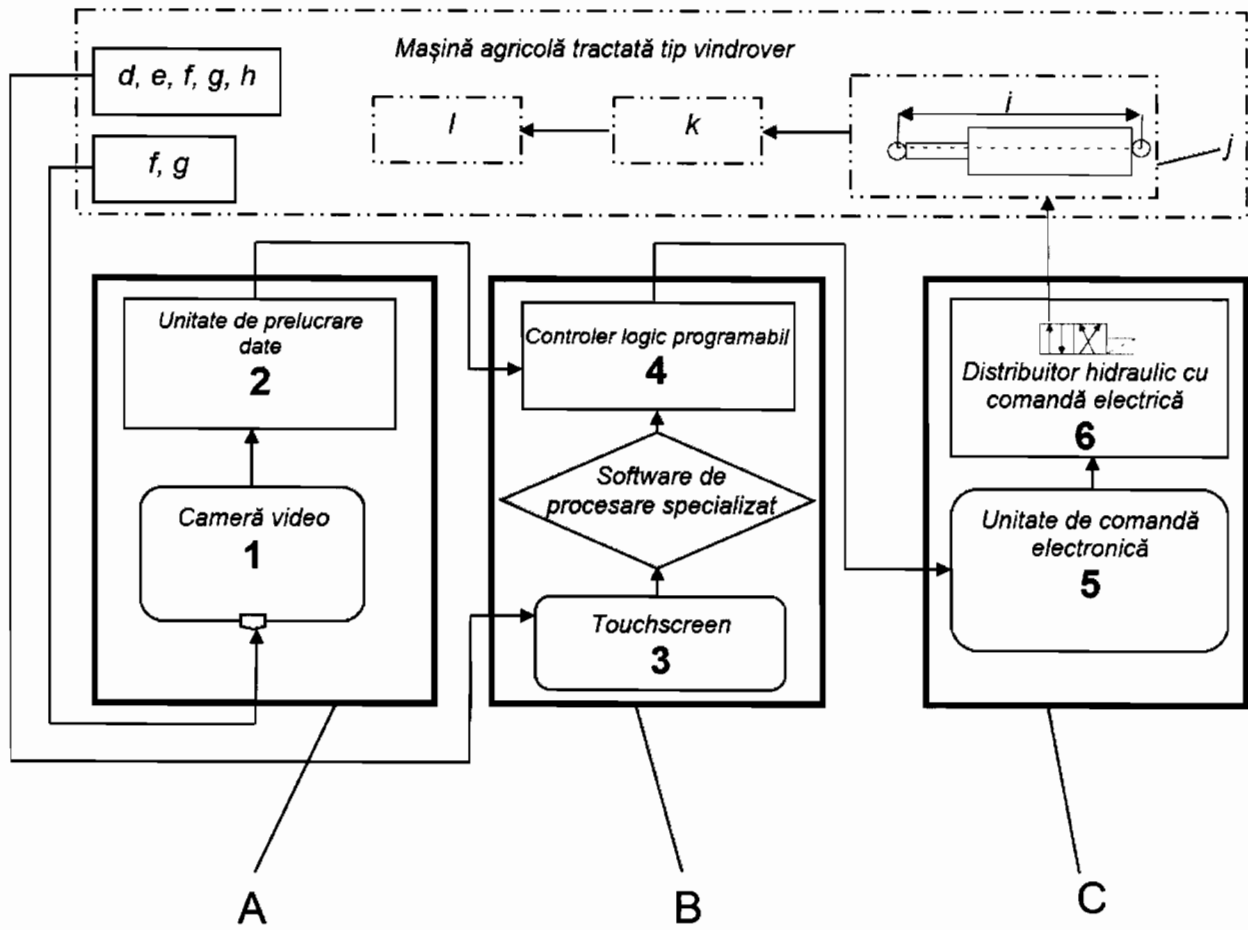 Mașină agricolă tractată tip vindrover
d, e, f, g, h
f, g
l
k
i
j
Unitate de prelucrare
date
2
Cameră video
1
Controler logic programabil
4
Software de
procesare specializat
Touchscreen
3
Distribuitor hidraulic cu
comandă electrică
6
Unitate de comandă
electronică
5
A
B
C